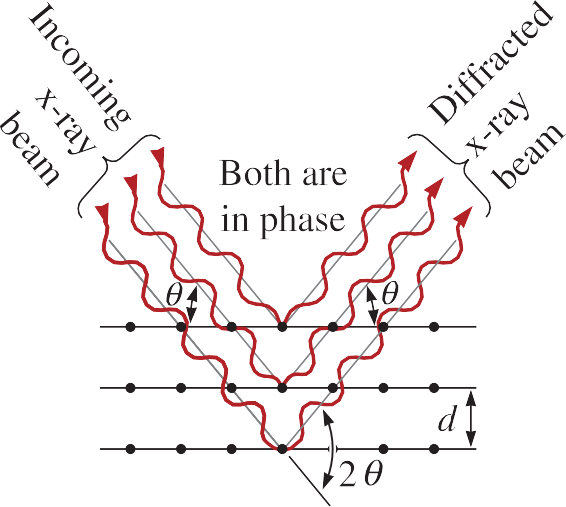 Incoming
x-ray
beam
Diffracted
x-ray
beam
Both are
in phase
θ
θ
d
2θ